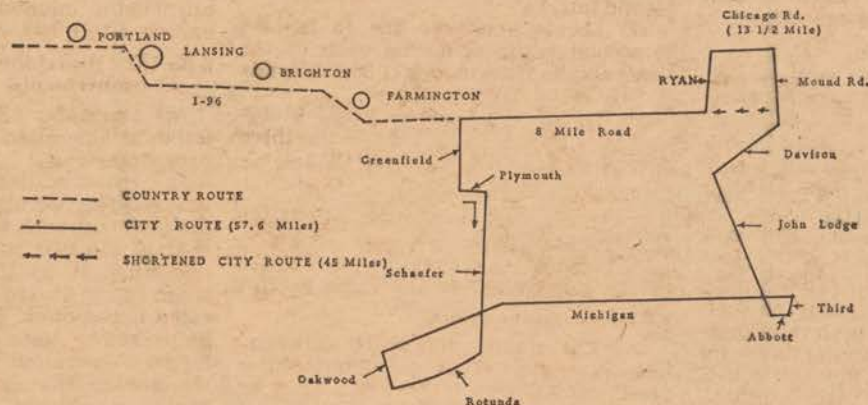 Chicago Rd.
( 13 1/2 Mile)
PORTLAND
LANSING
BRIGHTON
RYAN
Mound Rd.
I-96
FARMINGTON
8 Mile Road
Greenfield
Davison
Plymouth
COUNTRY ROUTE
CITY ROUTE (57.6 Miles)
John Lodge
SHORTENED CITY ROUTE (45 Miles)
Schaefer
Michigan
Third
Abbott
Oakwood
Rotunda